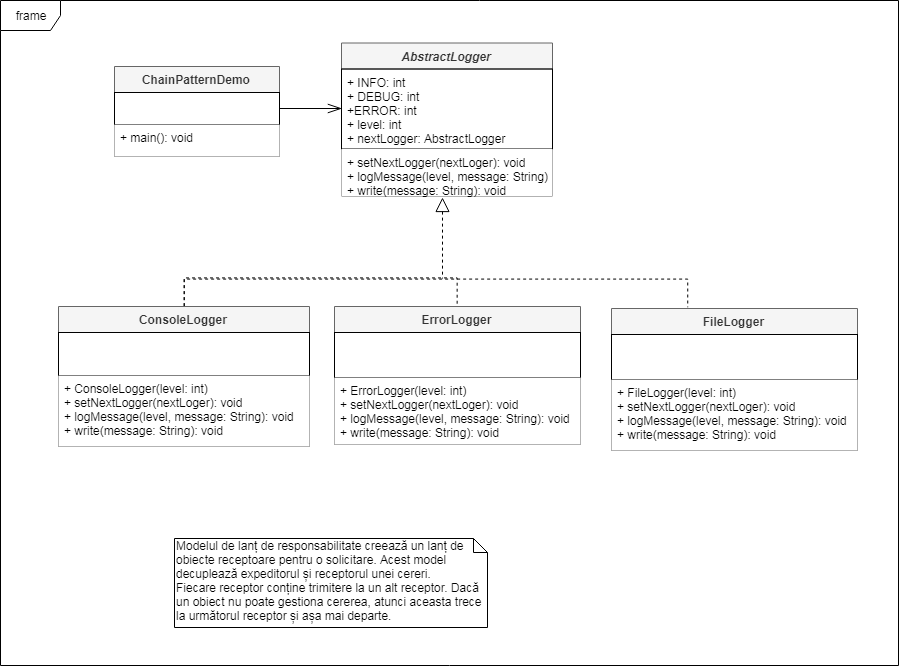 frame
ChainPatternDemo
+ main(): void
AbstractLogger
+ INFO: int
+ DEBUG: int
+ERROR: int
+ level: int
+ nextLogger: AbstractLogger
+ setNextLogger(nextLoger): void
+ logMessage(level, message: String)
+ write(message: String): void
ConsoleLogger
+ ConsoleLogger(level: int)
+ setNextLogger(nextLoger): void
+ logMessage(level, message: String): void
+ write(message: String): void
ErrorLogger
+ ErrorLogger(level: int)
+ setNextLogger(nextLoger): void
+ logMessage(level, message: String): void
+ write(message: String): void
FileLogger
+ FileLogger(level: int)
+ setNextLogger(nextLoger): void
+ logMessage(level, message: String): void
+ write(message: String): void
Modelul de lanț de responsabilitate creează un lanț de
obiecte receptoare pentru o solicitare. Acest model
decuplează expeditorul și receptorul unei cereri.
Fiecare receptor conține trimitere la un alt receptor. Dacă
un obiect nu poate gestiona cererea, atunci aceasta trece
la următorul receptor și așa mai departe.